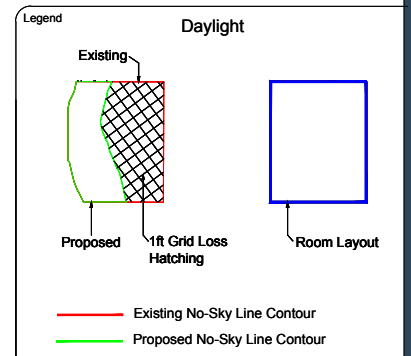 Legend
Daylight
Existing
Proposed
1ft Grid Loss
Hatching
Room Layout
Existing No-Sky Line Contour
Proposed No-Sky Line Contour